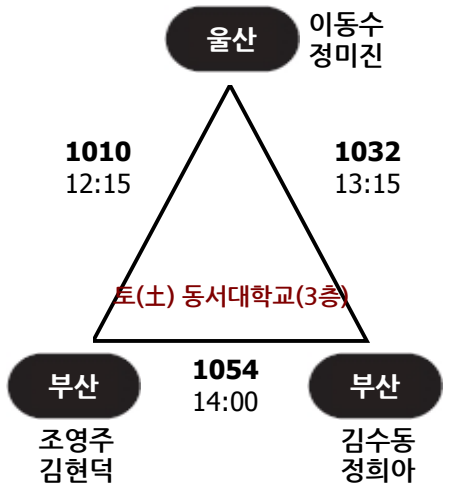 울산
이동수
정미진
1010
12:15
1032
13:15
토(土) 동서대학교(3층)
부산
1054
14:00
부산
조영주
김현덕
김수동
정희아